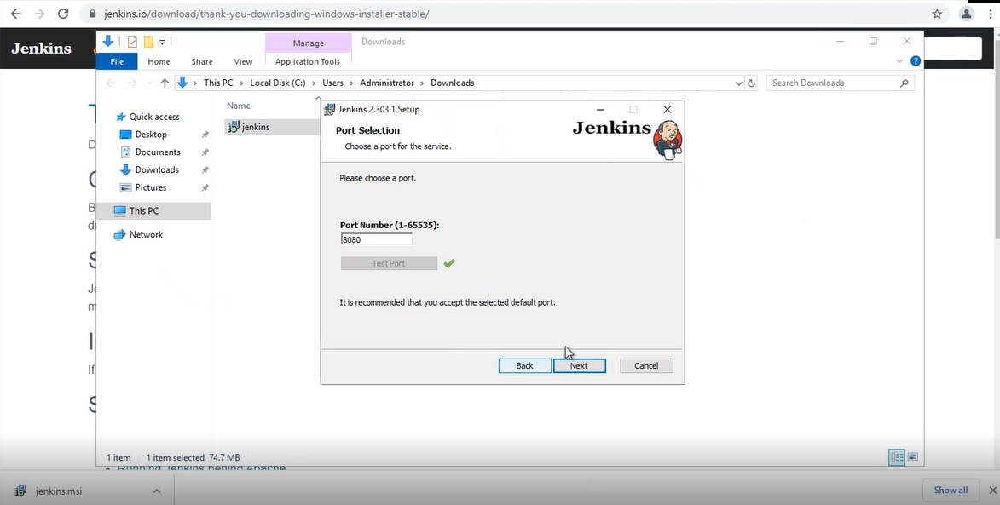 jenkins.io/download/thank-you-downloading-windows-installer-stable/
Jenkins
Manage
Downloads
File
Home
Share
View
Application Tools
This PC > Local Disk (C:) > Users > Administrator > Downloads
Search Downloads
Quick access
Desktop
Documents
Downloads
Pictures
This PC
Network
Name
jenkins
Jenkins 2.303.1 Setup
Port Selection
Choose a port for the service.
Jenkins
Please choose a port.
Port Number (1-65535):
8080
Test Port
It is recommended that you accept the selected default port.
Back
Next
Cancel
1 item
1 item selected 74.7 MB
Running Jenkins behind Apache
jenkins.msi
Show all